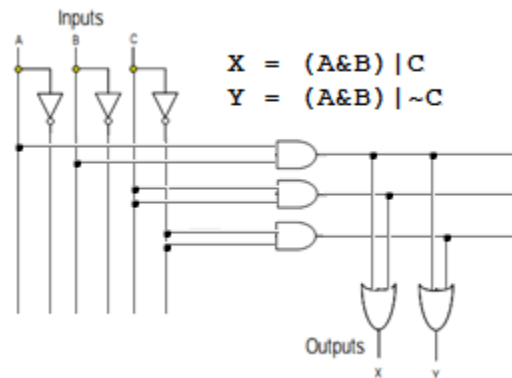 Inputs
A B C
X = (A&B)|C
Y = (A&B)|~C
Outputs
X Y